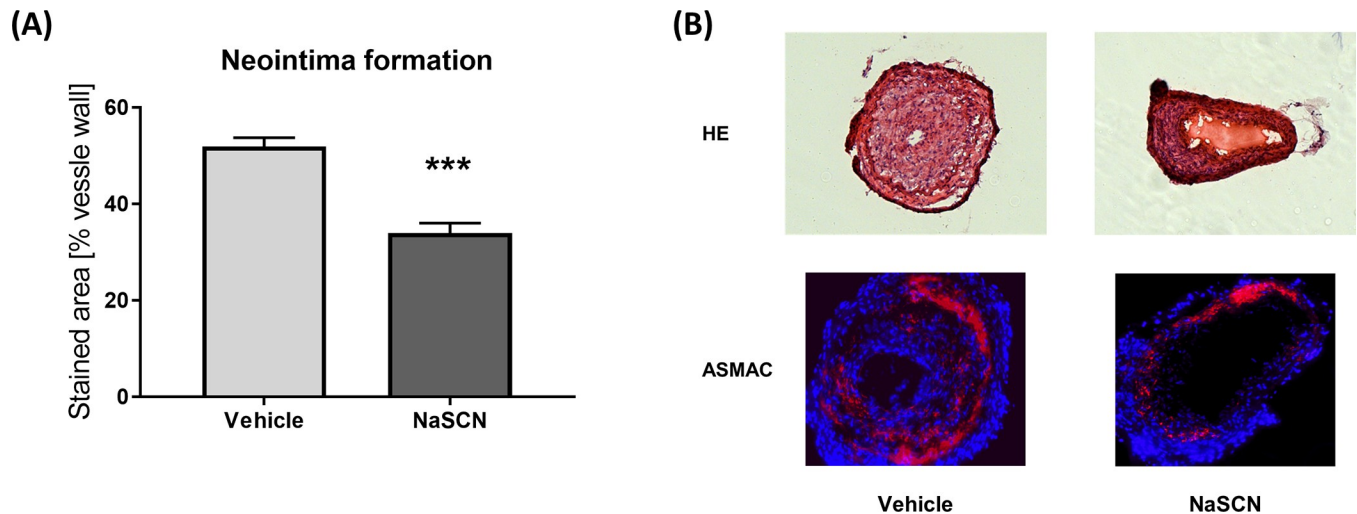 (A)
Neointima formation
Stained area [% vessle wall]
60
40
20
0
***
Vehicle
NaSCN
(B)
HE
ASMAC
Vehicle
NaSCN